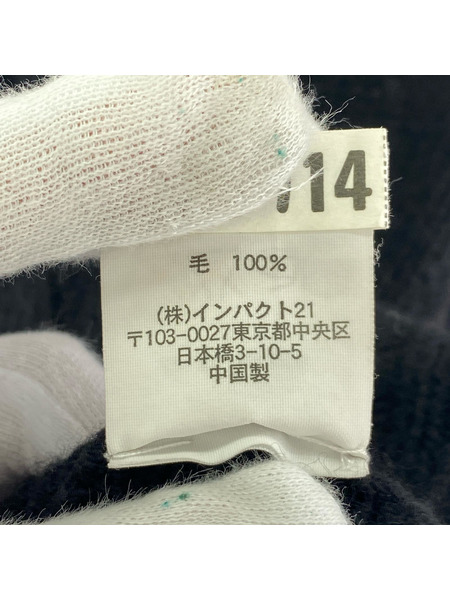 14
毛 100%
(株)インパクト21
〒103-0027東京都中央区
日本橋3-10-5
中国製